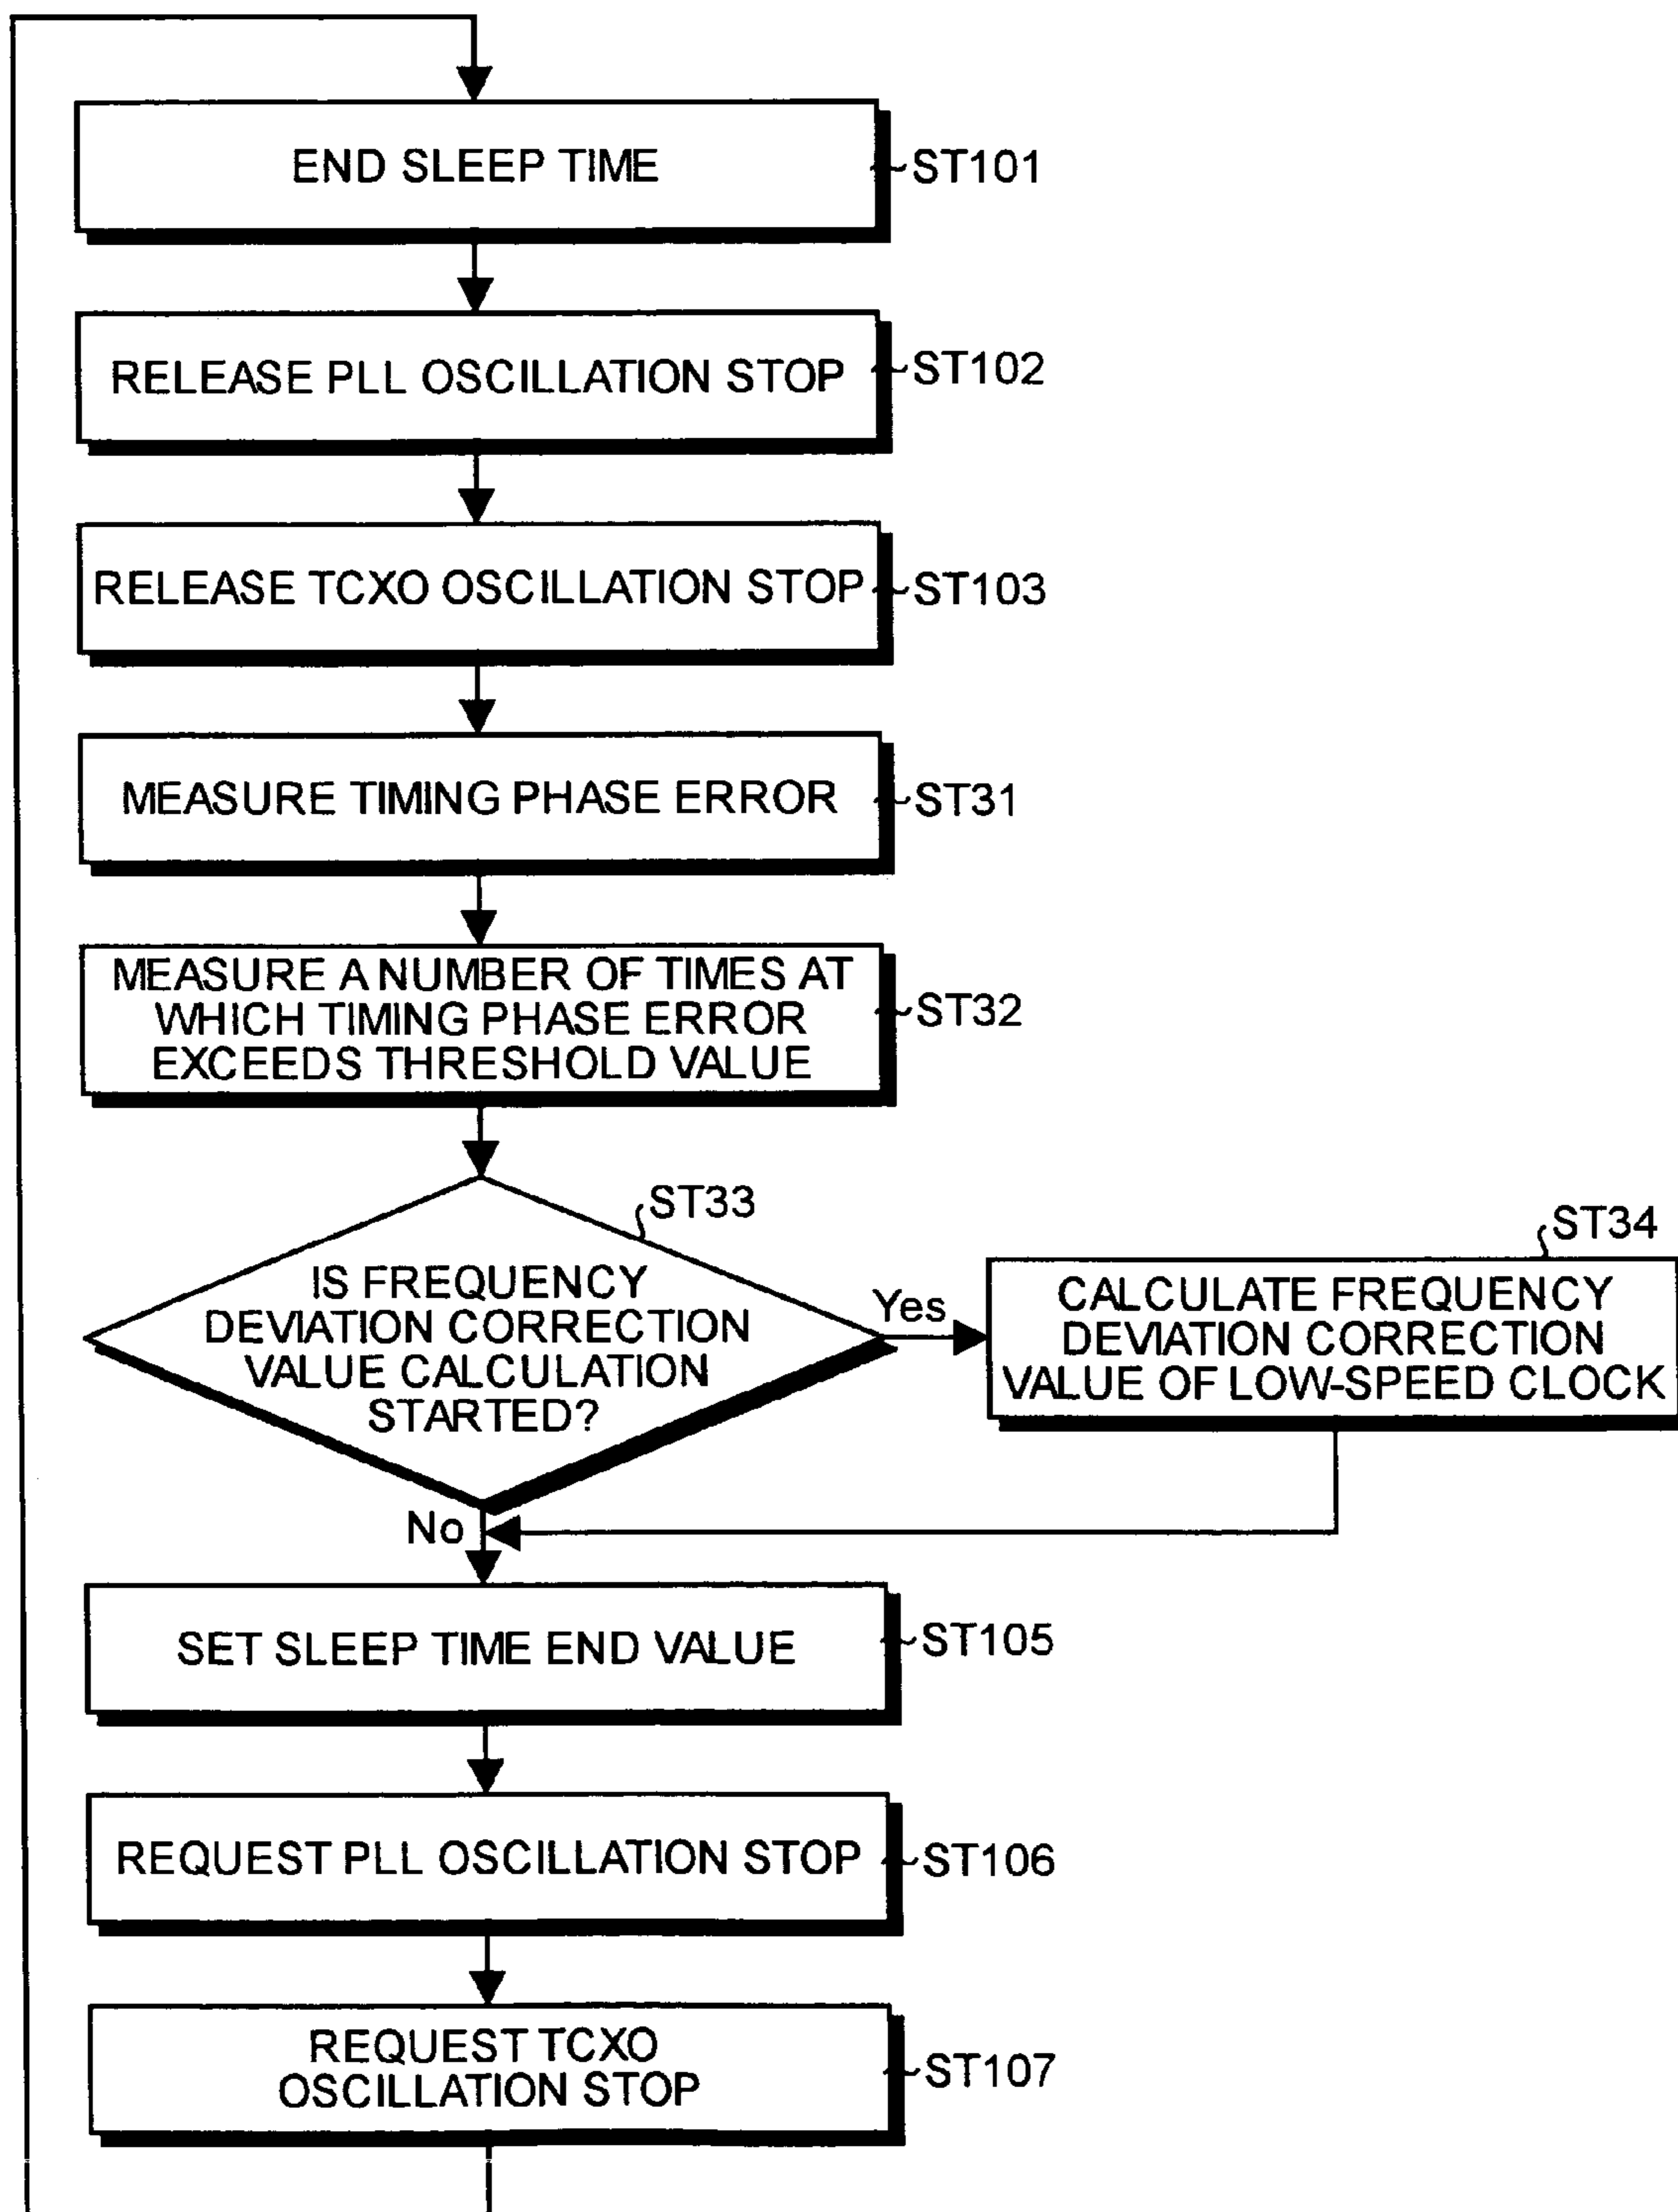 END SLEEP TIME
ST101
RELEASE PLL OSCILLATION STOP
ST102
RELEASE TCXO OSCILLATION STOP
ST103
MEASURE TIMING PHASE ERROR
ST31
MEASURE A NUMBER OF TIMES AT
WHICH TIMING PHASE ERROR
EXCEEDS THRESHOLD VALUE
ST32
ST33
IS FREQUENCY
DEVIATION CORRECTION
VALUE CALCULATION
STARTED?
Yes
ST34
CALCULATE FREQUENCY
DEVIATION CORRECTION
VALUE OF LOW-SPEED CLOCK
No
SET SLEEP TIME END VALUE
ST105
REQUEST PLL OSCILLATION STOP
ST106
REQUEST TCXO
OSCILLATION STOP
ST107